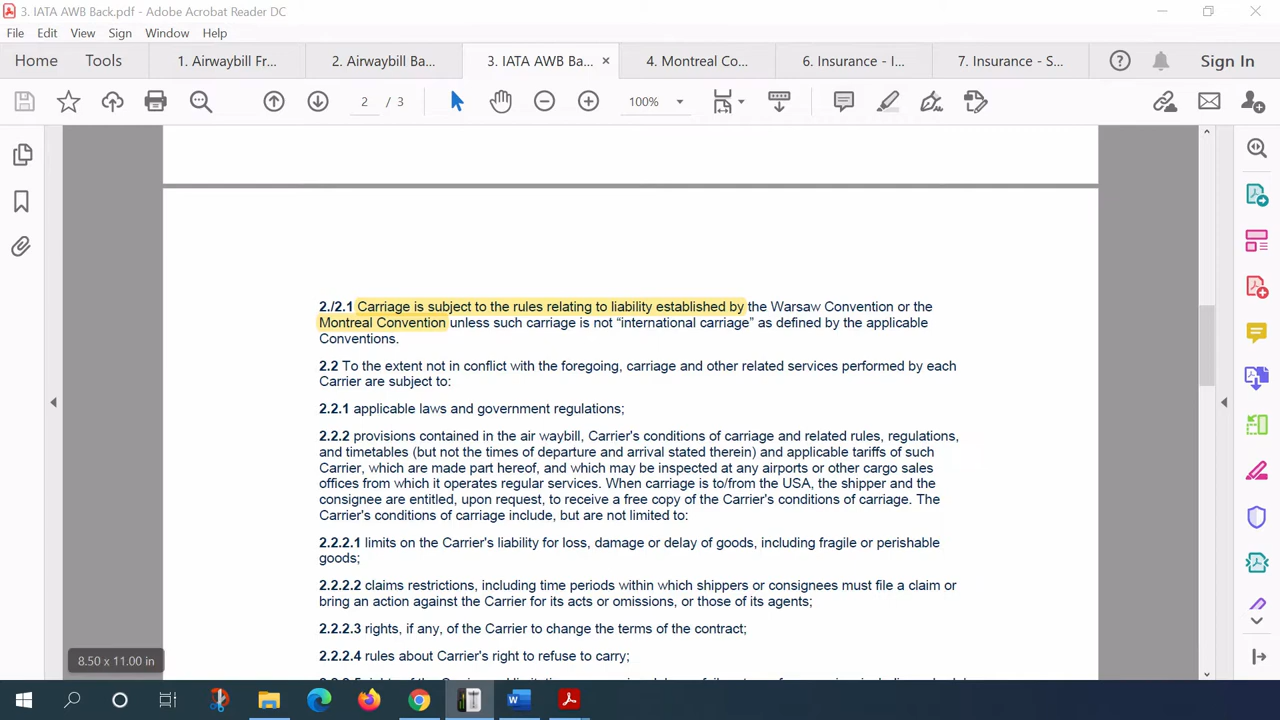 3. IATA AWB Back.pdf - Adobe Acrobat Reader DC
File Edit View Sign Window Help
Home Tools 1. Airwaybill Fr... 2. Airwaybill Ba... 3. IATA AWB Ba... × 4. Montreal Co... 6. Insurance - I... 7. Insurance - S... Sign In
2 / 3 100%
2./2.1 Carriage is subject to the rules relating to liability established by the Warsaw Convention or the
Montreal Convention unless such carriage is not “international carriage” as defined by the applicable
Conventions.
2.2 To the extent not in conflict with the foregoing, carriage and other related services performed by each
Carrier are subject to:
2.2.1 applicable laws and government regulations;
2.2.2 provisions contained in the air waybill, Carrier's conditions of carriage and related rules, regulations,
and timetables (but not the times of departure and arrival stated therein) and applicable tariffs of such
Carrier, which are made part hereof, and which may be inspected at any airports or other cargo sales
offices from which it operates regular services. When carriage is to/from the USA, the shipper and the
consignee are entitled, upon request, to receive a free copy of the Carrier's conditions of carriage. The
Carrier's conditions of carriage include, but are not limited to:
2.2.2.1 limits on the Carrier's liability for loss, damage or delay of goods, including fragile or perishable
goods;
2.2.2.2 claims restrictions, including time periods within which shippers or consignees must file a claim or
bring an action against the Carrier for its acts or omissions, or those of its agents;
2.2.2.3 rights, if any, of the Carrier to change the terms of the contract;
2.2.2.4 rules about Carrier's right to refuse to carry;
8.50 x 11.00 in